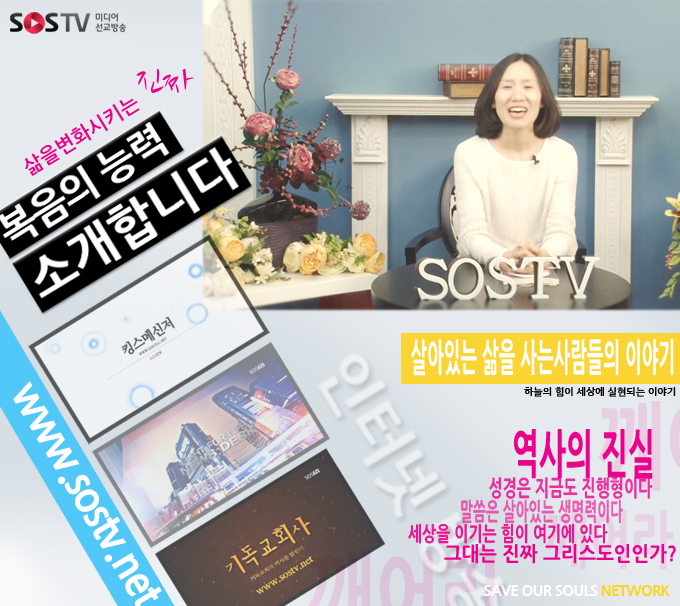 SOSTV 미디어
선교방송
진짜
삶을변화시키는
복음의 능력
소개합니다
SOSTV
킹스메신저
www.sostv.net
SOSTV
살아있는 삶을 사는사람들의 이야기
하늘의 힘이 세상에 실현되는 이야기
인터넷 방
SOSTV
기독교회사
www.sostv.net
www.sostv.net
역사의 진실
성경은 지금도 진행형이다
말씀은 살아있는 생명력이다
세상을 이기는 힘이 여기에 있다
그대는 진짜 그리스도인인가?
SAVE OUR SOULS NETWORK